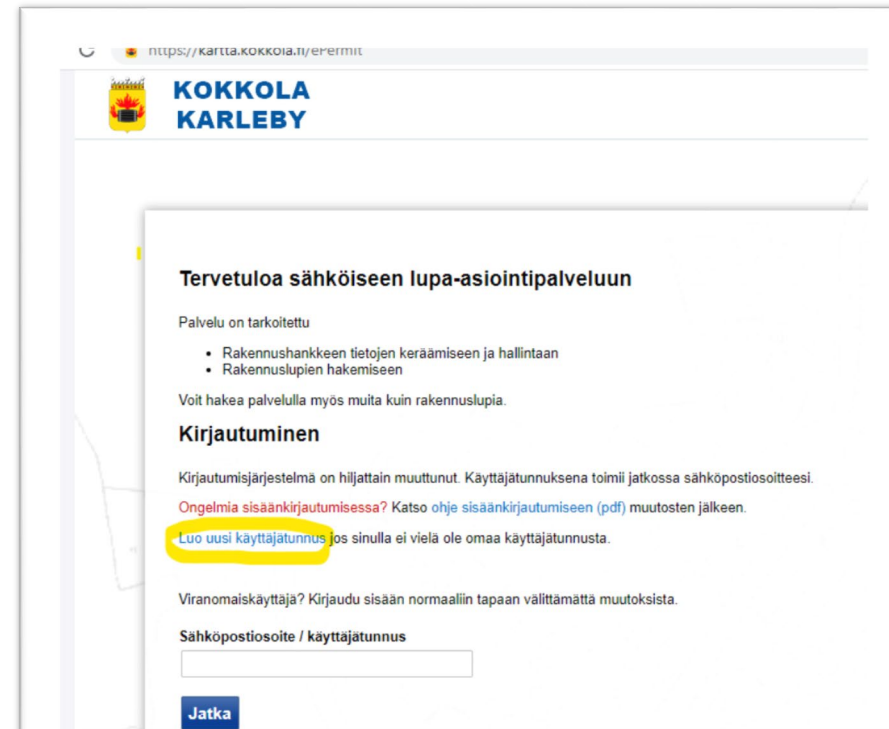 https://kartta.kokkola.fi/ePermit
KOKKOLA
KARLEBY
Tervetuloa sähköiseen lupa-asiointipalveluun
Palvelu on tarkoitettu
• Rakennushankkeen tietojen keräämiseen ja hallintaan
• Rakennuslupien hakemiseen
Voit hakea palvelulla myös muita kuin rakennuslupia.
Kirjautuminen
Kirjautumisjärjestelmä on hiljattain muuttunut. Käyttäjätunnuksena toimii jatkossa sähköpostiosoitteesi.
Ongelmia sisäänkirjautumisessa? Katso ohje sisäänkirjautumiseen (pdf) muutosten jälkeen.
Luo uusi käyttäjätunnus jos sinulla ei vielä ole omaa käyttäjätunnusta.
Viranomaiskäyttäjä? Kirjaudu sisään normaaliin tapaan välittämättä muutoksista.
Sähköpostiosoite / käyttäjätunnus
Jatka